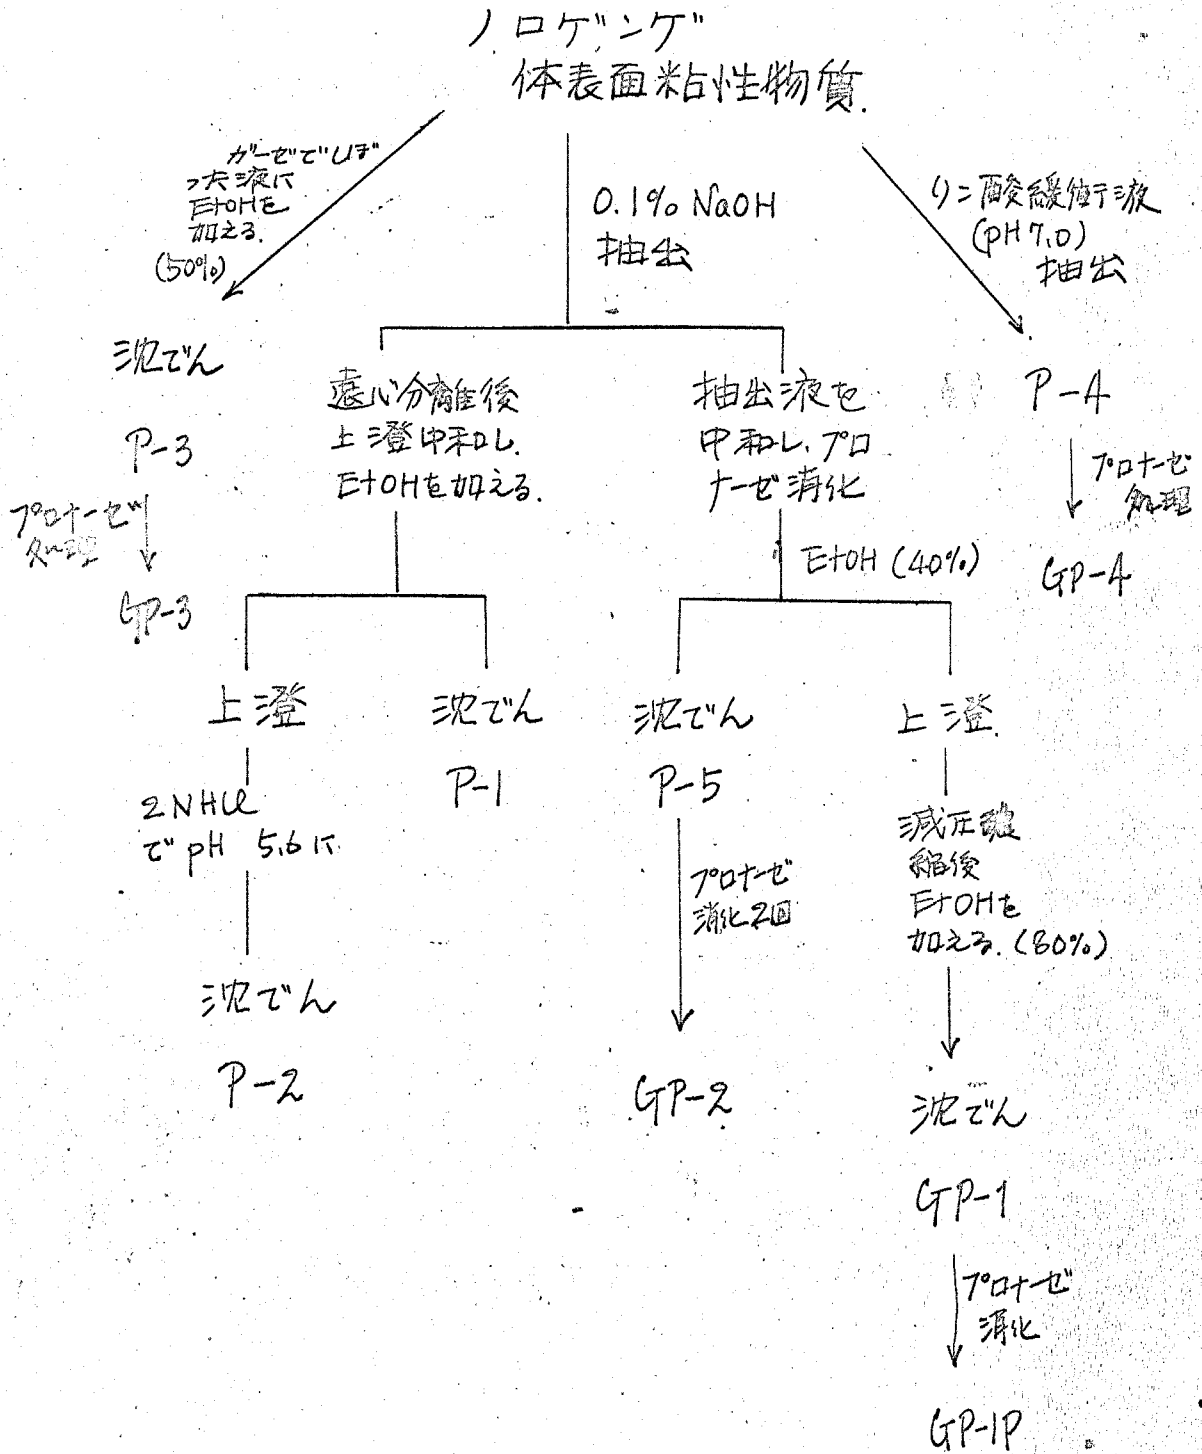 ノロゲンゲ
体表面粘性物質.
ガーゼでしぼ
った液に
EtOHを
加える.
(50%)
沈でん
P-3
プロナーゼ
処理
GP-3
0.1% NaOH
抽出
遠心分離後
上澄中和し.
EtOHを加える.
上澄
2NHCl
でpH 5.6に
沈でん
P-2
沈でん
P-1
抽出液を
中和し、プロ
ナーゼ消化
EtOH (40%)
沈でん
P-5
プロナーゼ
消化2回
GP-2
上澄.
減圧濃
縮後
EtOHを
加える. (80%)
沈でん
GP-1
プロナーゼ
消化
GP-1P
リン酸緩衝液
(pH 7.0)
抽出
P-4
プロナーゼ
処理
GP-4